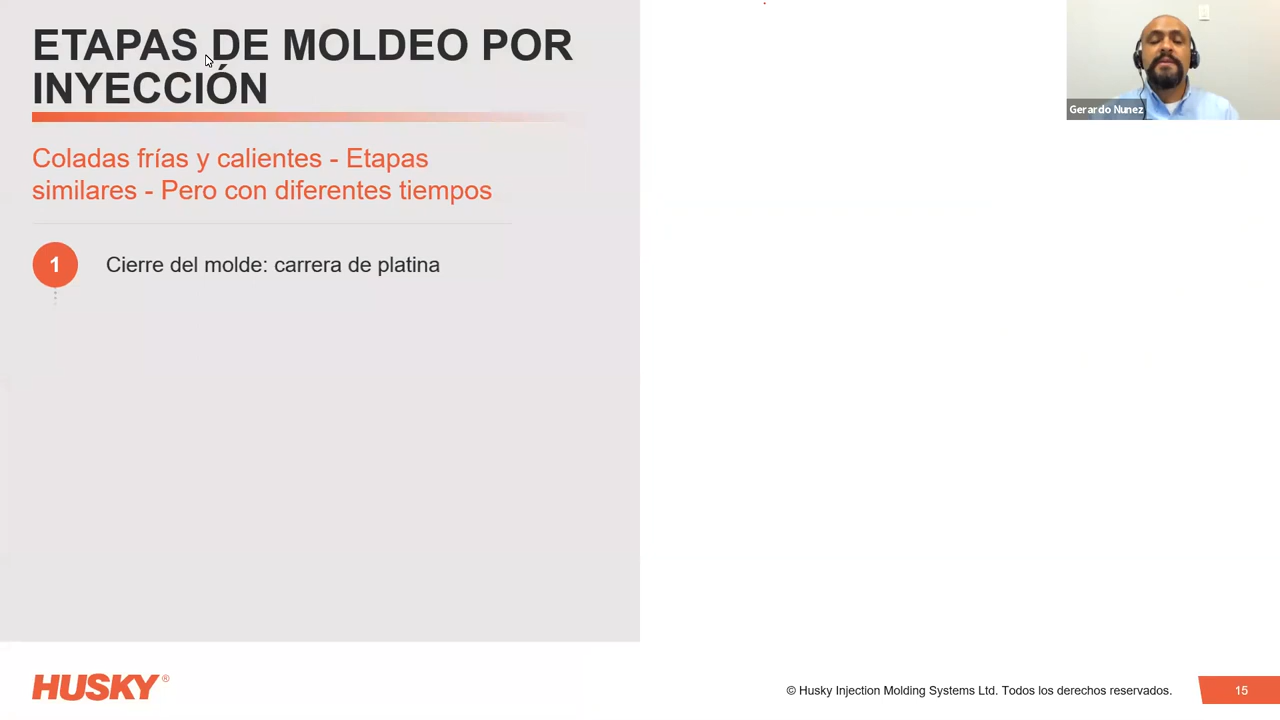 ETAPAS DE MOLDEO POR
INYECCIÓN
Coladas frías y calientes - Etapas
similares - Pero con diferentes tiempos
1 Cierre del molde: carrera de platina
Gerardo Nunez
HUSKY®
© Husky Injection Molding Systems Ltd. Todos los derechos reservados.
15